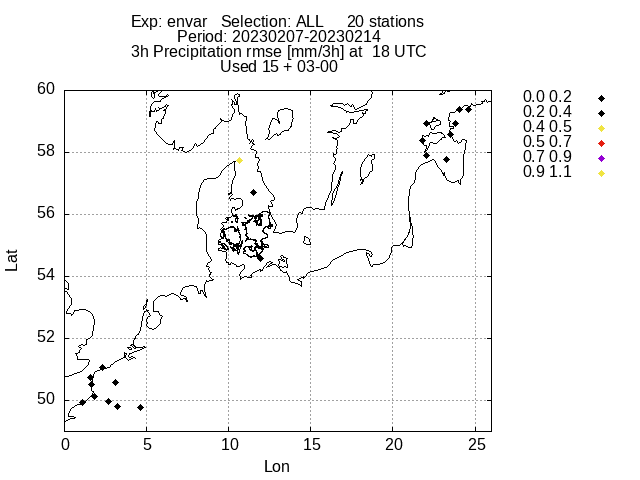 Exp: envar   Selection: ALL     20 stations
Period: 20230207-20230214
3h Precipitation rmse [mm/3h] at  18 UTC
Used 15 + 03-00
0.0 0.2
0.2 0.4
0.4 0.5
0.5 0.7
0.7 0.9
0.9 1.1
60
58
56
54
52
50
Lat
0 5 10 15 20 25
Lon